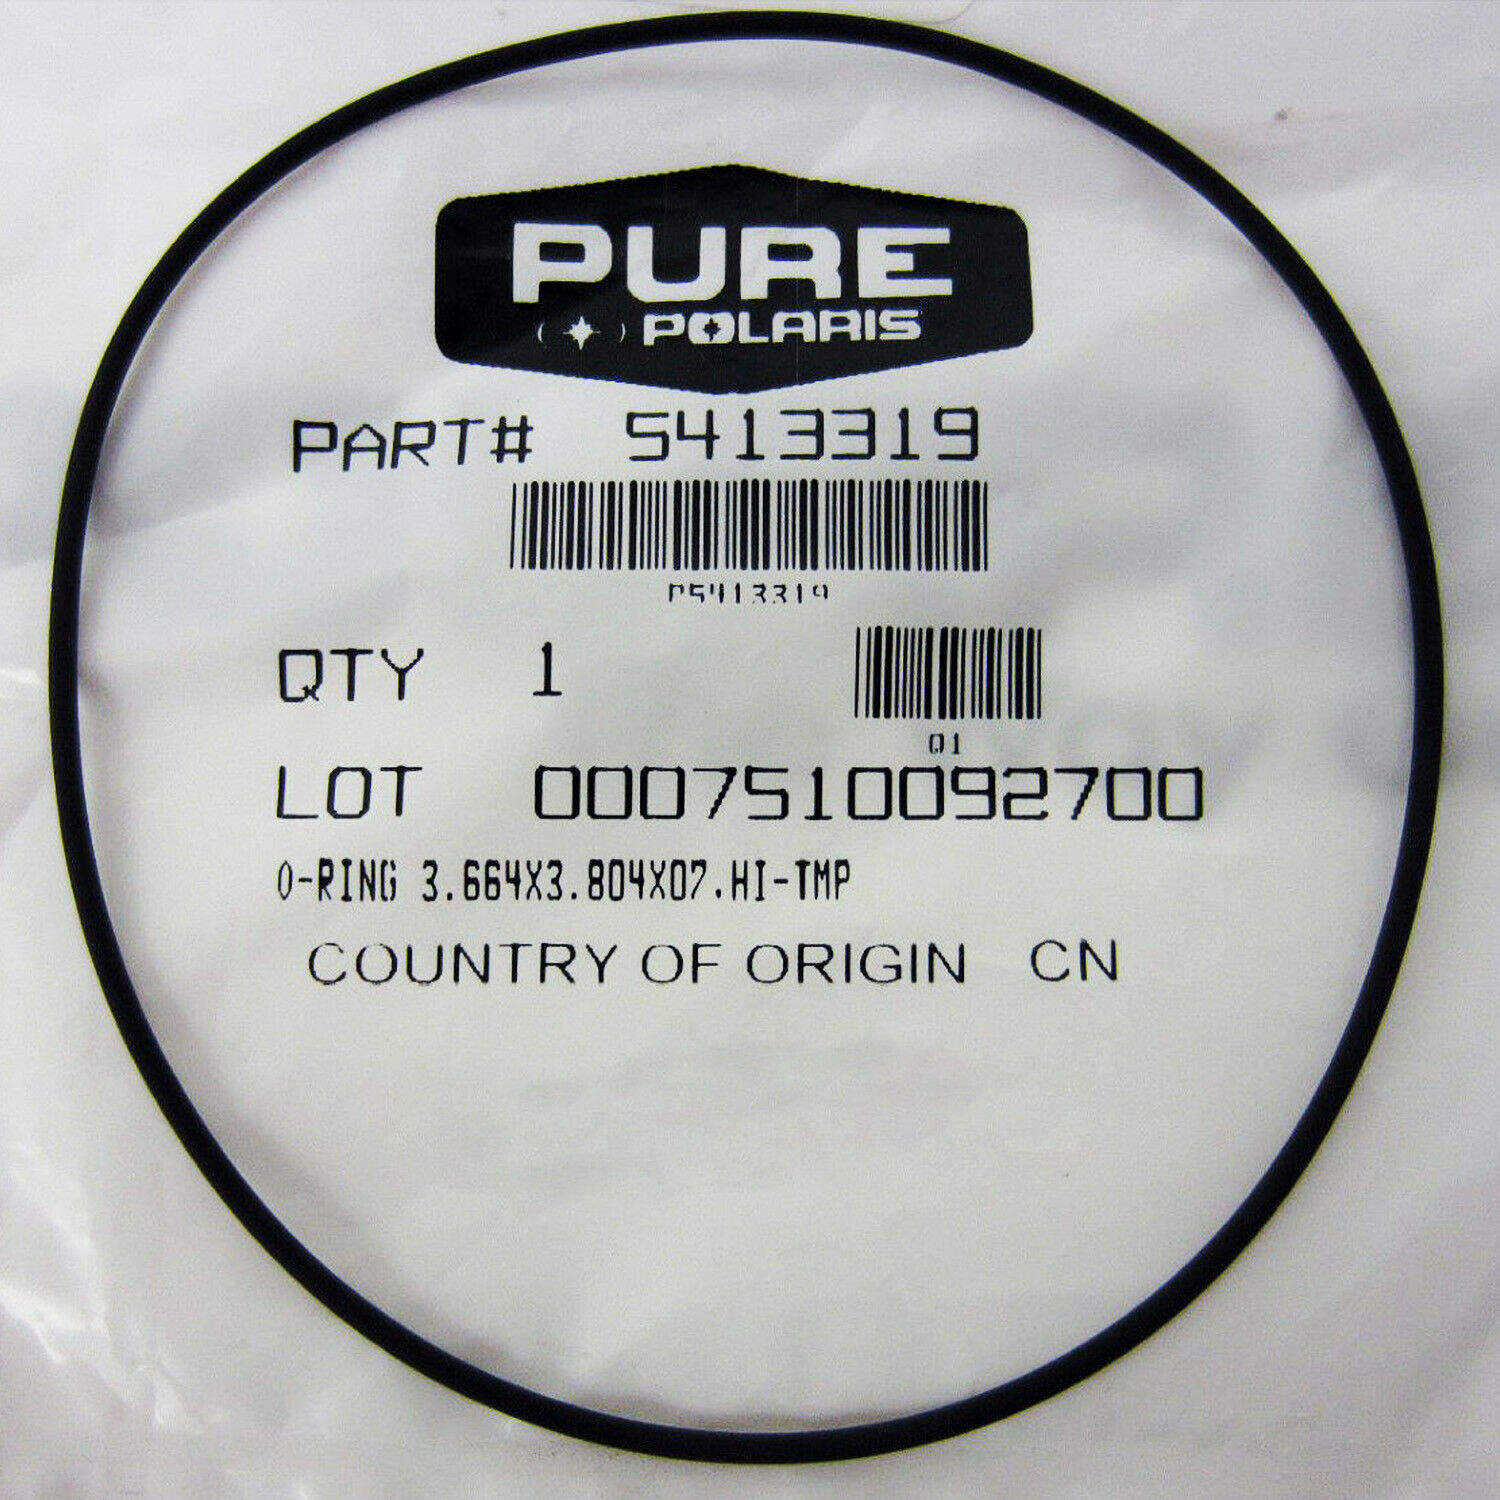 PURE
POLARIS
PART# 5413319
P5413319
QTY 1
Q1
LOT 0007510092700
O-RING 3.664X3.804X07.HI-TMP
COUNTRY OF ORIGIN CN